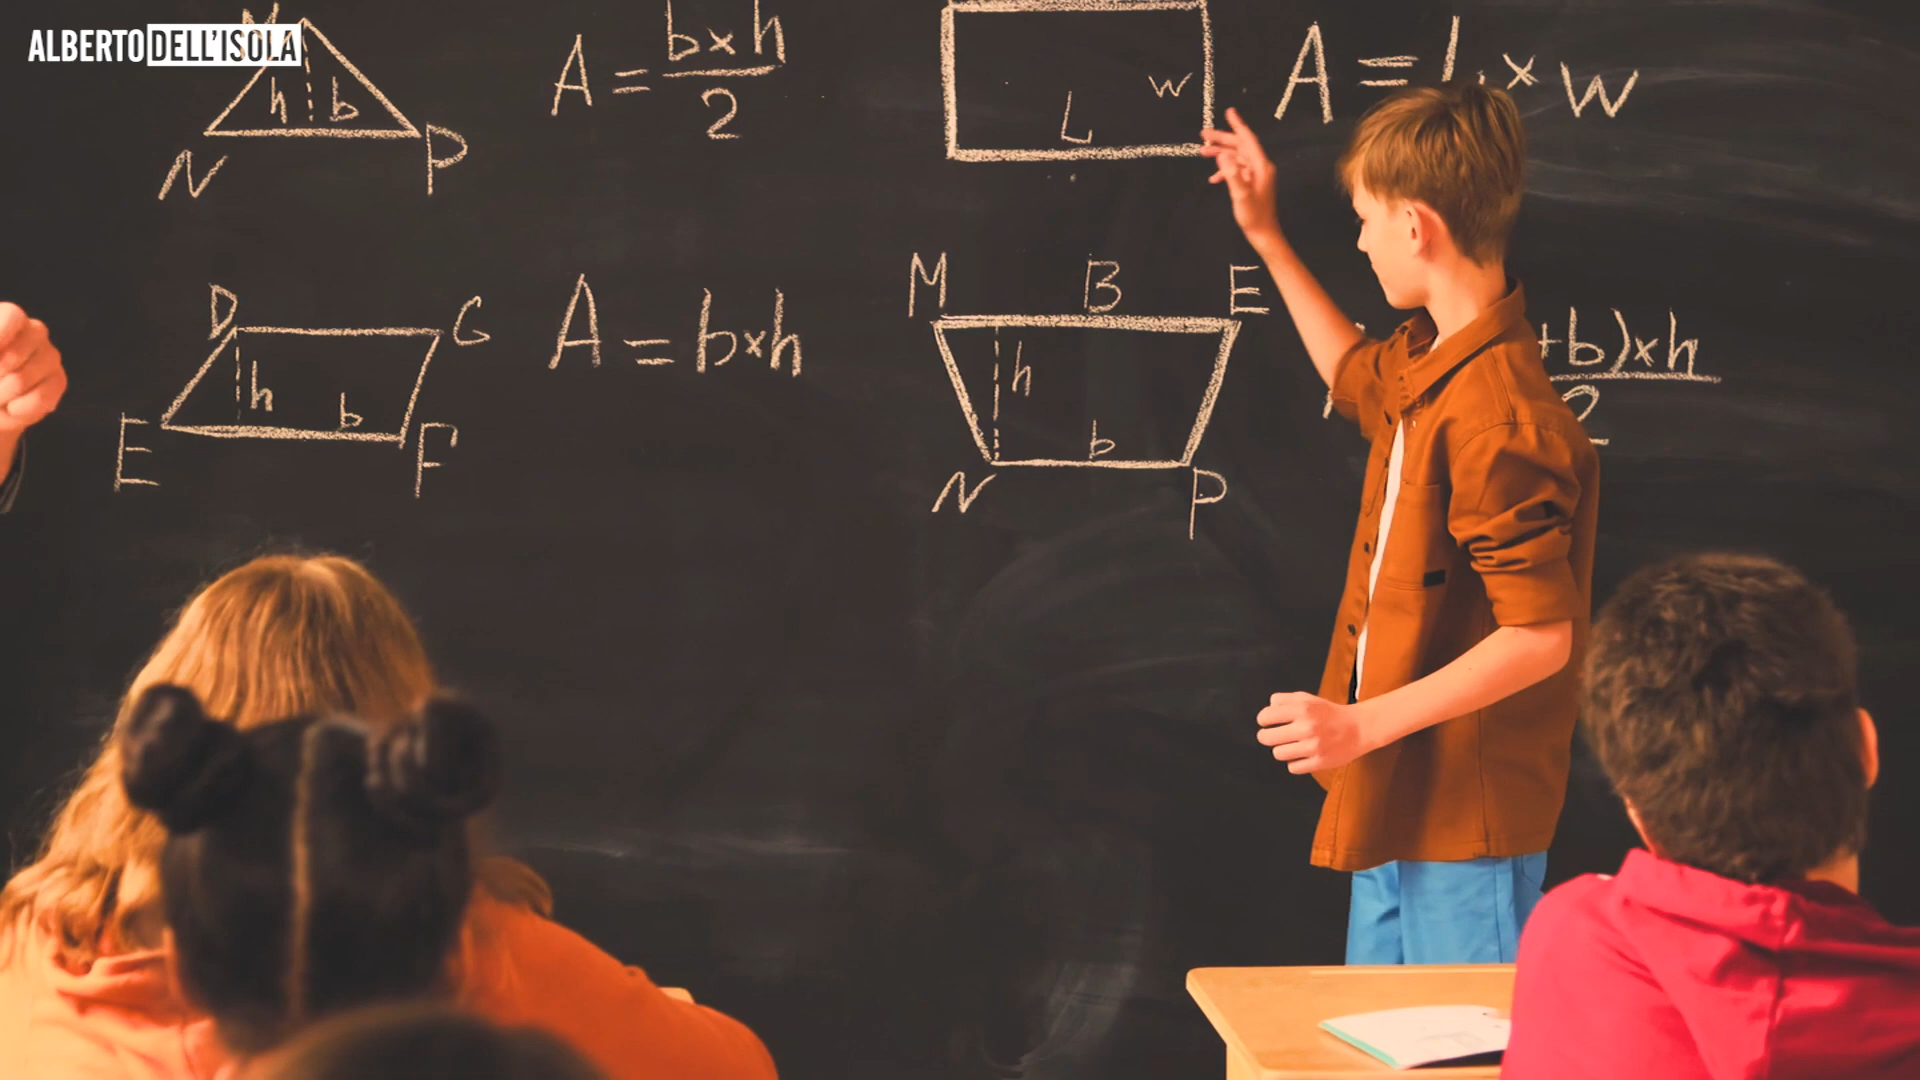 ALBERTO DELL'ISOLA
M
h b
N P
A = b×h
2
L w
A = L × w
D G
h b
E F
A = b×h
M B E
h
b
N P
+b)×h
2